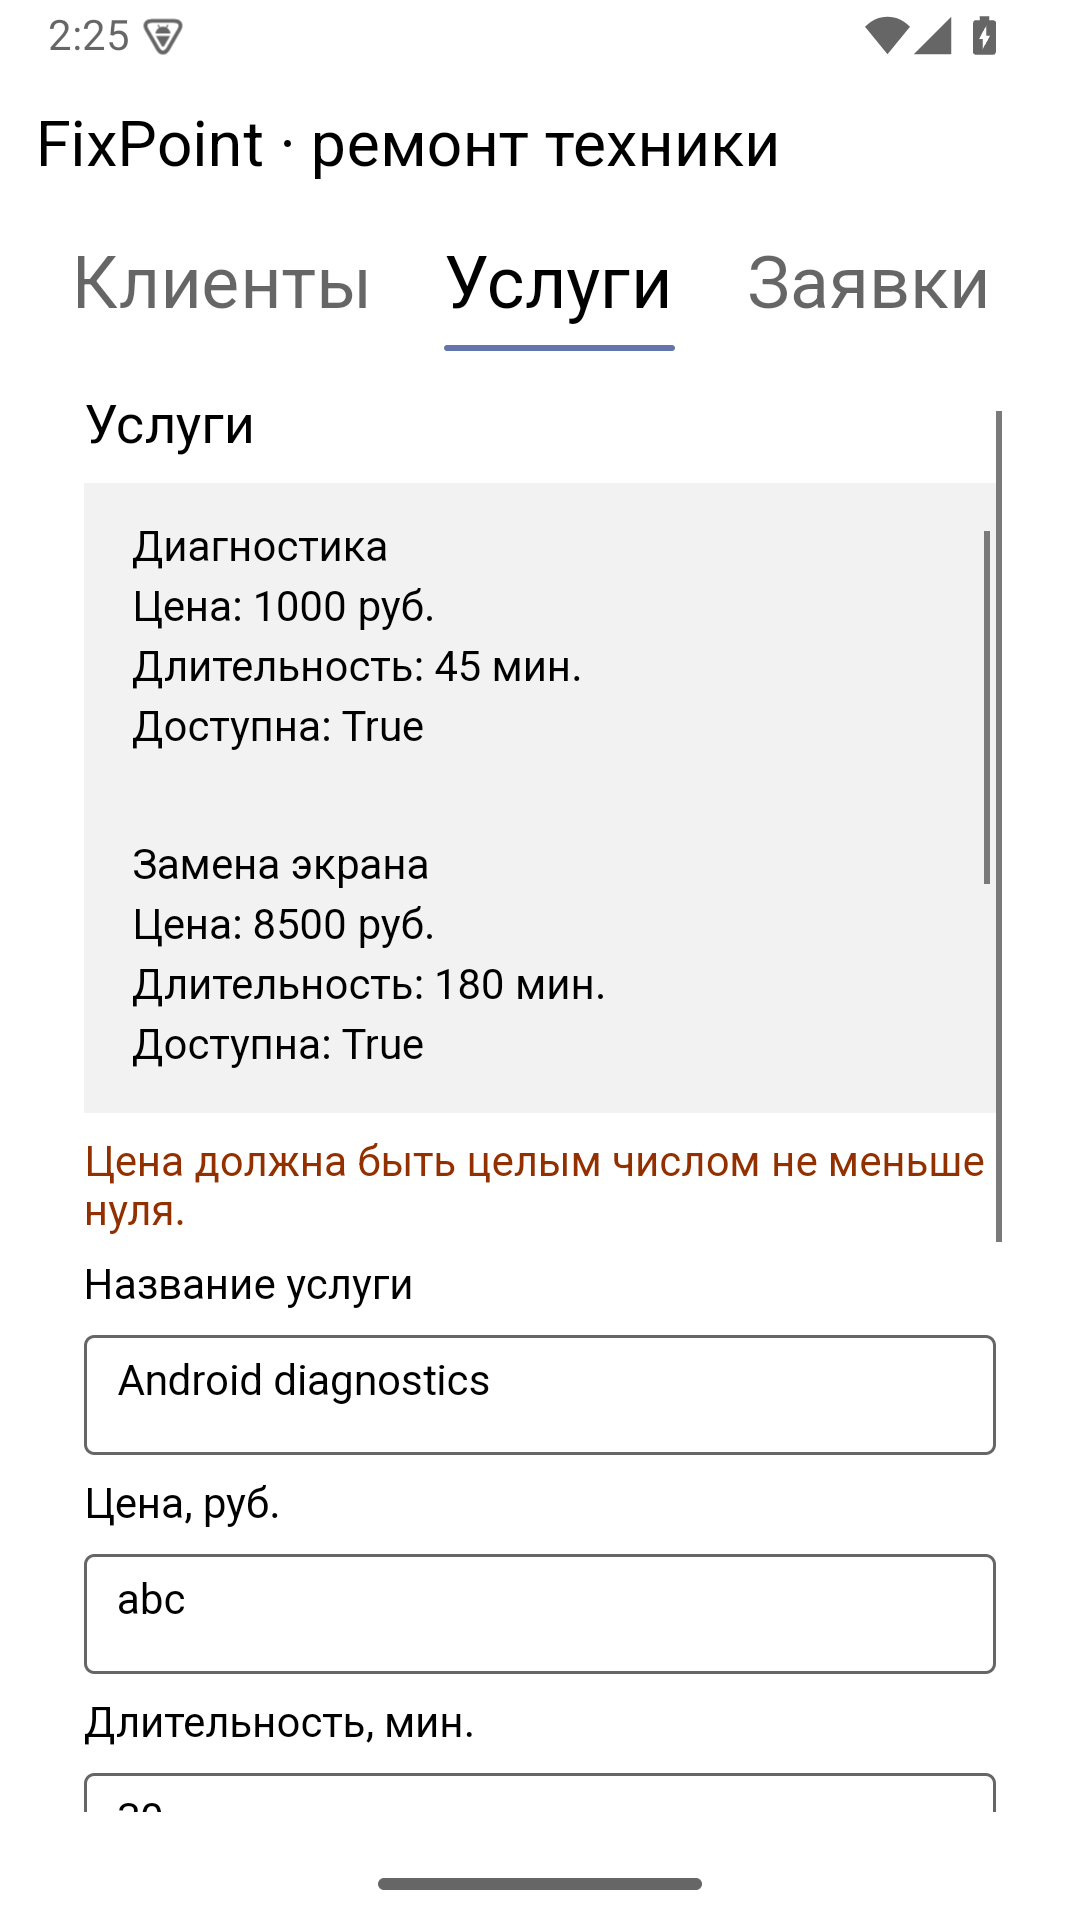 2:25
FixPoint · ремонт техники
Клиенты Услуги Заявки
Услуги
Диагностика
Цена: 1000 руб.
Длительность: 45 мин.
Доступна: True
Замена экрана
Цена: 8500 руб.
Длительность: 180 мин.
Доступна: True
Цена должна быть целым числом не меньше
нуля.
Название услуги
Android diagnostics
Цена, руб.
abc
Длительность, мин.